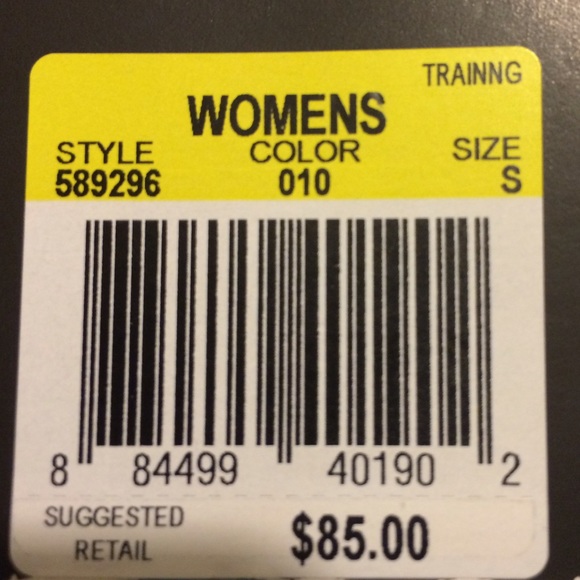 TRAINNG
WOMENS
STYLE COLOR SIZE
589296 010 S
8 84499 40190 2
SUGGESTED
RETAIL $85.00